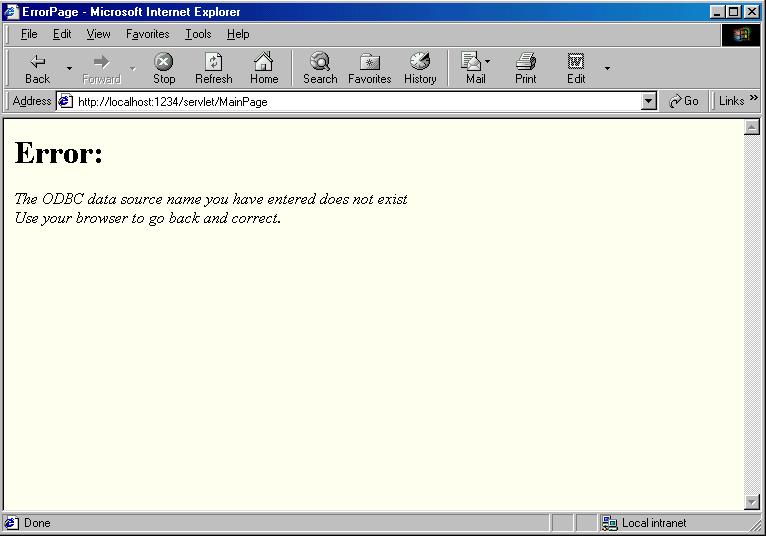 ErrorPage - Microsoft Internet Explorer
File Edit View Favorites Tools Help
Back Forward Stop Refresh Home Search Favorites History Mail Print Edit
Address http://localhost:1234/servlet/MainPage Go Links »
Error:
The ODBC data source name you have entered does not exist
Use your browser to go back and correct.
Done Local intranet